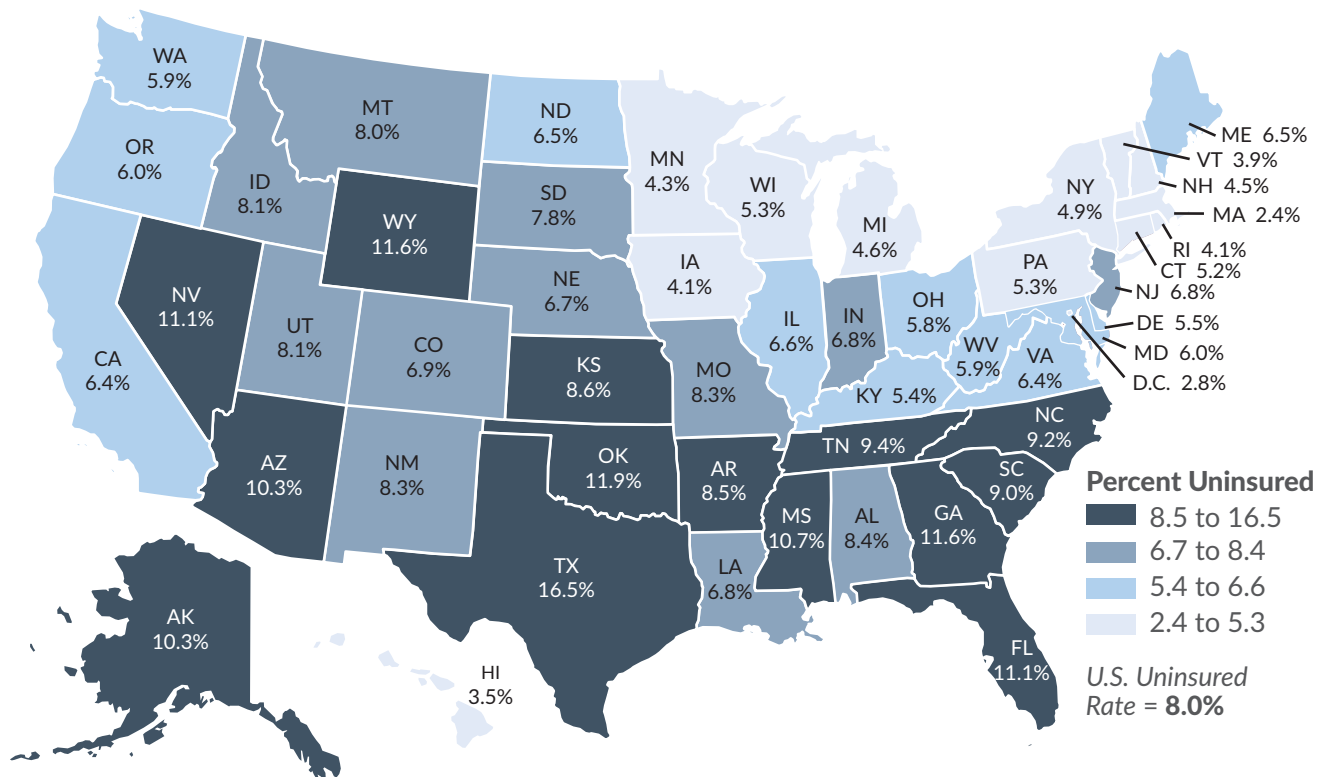 WA
5.9%
MT
8.0%
ND
6.5%
MN
4.3%
OR
6.0%
ID
8.1%
SD
7.8%
WI
5.3%
MI
4.6%
NY
4.9%
ME 6.5%
VT 3.9%
NH 4.5%
MA 2.4%
RI 4.1%
CT 5.2%
NJ 6.8%
DE 5.5%
MD 6.0%
D.C. 2.8%
WY
11.6%
NE
6.7%
IA
4.1%
PA
5.3%
NV
11.1%
UT
8.1%
CO
6.9%
KS
8.6%
MO
8.3%
IL
6.6%
IN
6.8%
OH
5.8%
WV
5.9%
VA
6.4%
CA
6.4%
KY 5.4%
AZ
10.3%
NM
8.3%
OK
11.9%
AR
8.5%
TN 9.4%
NC
9.2%
SC
9.0%
TX
16.5%
LA
6.8%
MS
10.7%
AL
8.4%
GA
11.6%
FL
11.1%
AK
10.3%
HI
3.5%
Percent Uninsured
8.5 to 16.5
6.7 to 8.4
5.4 to 6.6
2.4 to 5.3
U.S. Uninsured
Rate = 8.0%